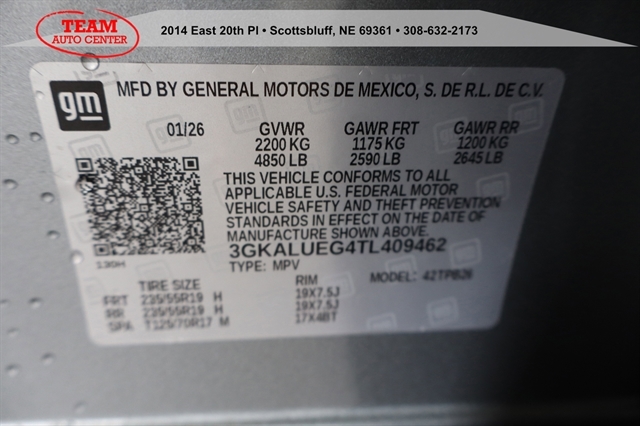 TEAM
AUTO CENTER
2014 East 20th Pl • Scottsbluff, NE 69361 • 308-632-2173
gm
MFD BY GENERAL MOTORS DE MEXICO, S. DE R.L. DE C.V.
01/26 GVWR GAWR FRT GAWR RR
2200 KG 1175 KG 1200 KG
4850 LB 2590 LB 2645 LB
THIS VEHICLE CONFORMS TO ALL
APPLICABLE U.S. FEDERAL MOTOR
VEHICLE SAFETY AND THEFT PREVENTION
STANDARDS IN EFFECT ON THE DATE OF
MANUFACTURE SHOWN ABOVE.
3GKALUEG4TL409462
TYPE: MPV MODEL: 42TPB26
TIRE SIZE RIM
FRT 235/55R19 H 19X7.5J
RR 235/55R19 H 19X7.5J
SPA T125/70R17 M 17X4BT